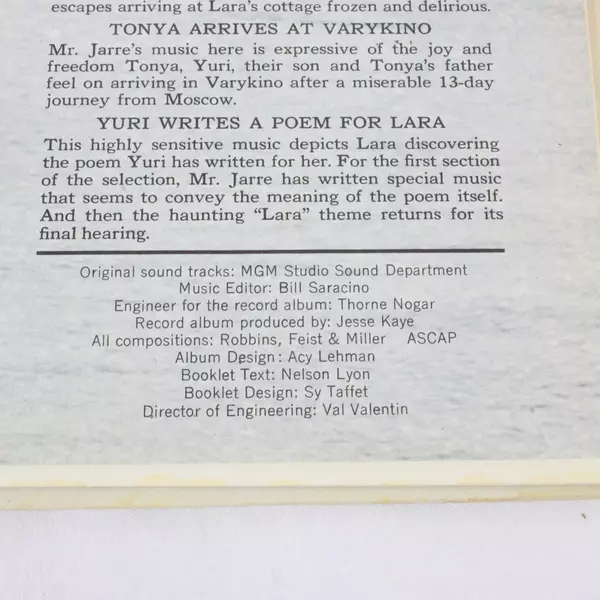 escapes arriving at Lara's cottage frozen and delirious.
TONYA ARRIVES AT VARYKINO
Mr. Jarre's music here is expressive of the joy and
freedom Tonya, Yuri, their son and Tonya's father
feel on arriving in Varykino after a miserable 13-day
journey from Moscow.
YURI WRITES A POEM FOR LARA
This highly sensitive music depicts Lara discovering
the poem Yuri has written for her. For the first section
of the selection, Mr. Jarre has written special music
that seems to convey the meaning of the poem itself.
And then the haunting “Lara” theme returns for its
final hearing.
Original sound tracks: MGM Studio Sound Department
Music Editor: Bill Saracino
Engineer for the record album: Thorne Nogar
Record album produced by: Jesse Kaye
All compositions: Robbins, Feist & Miller ASCAP
Album Design: Acy Lehman
Booklet Text: Nelson Lyon
Booklet Design: Sy Taffet
Director of Engineering: Val Valentin